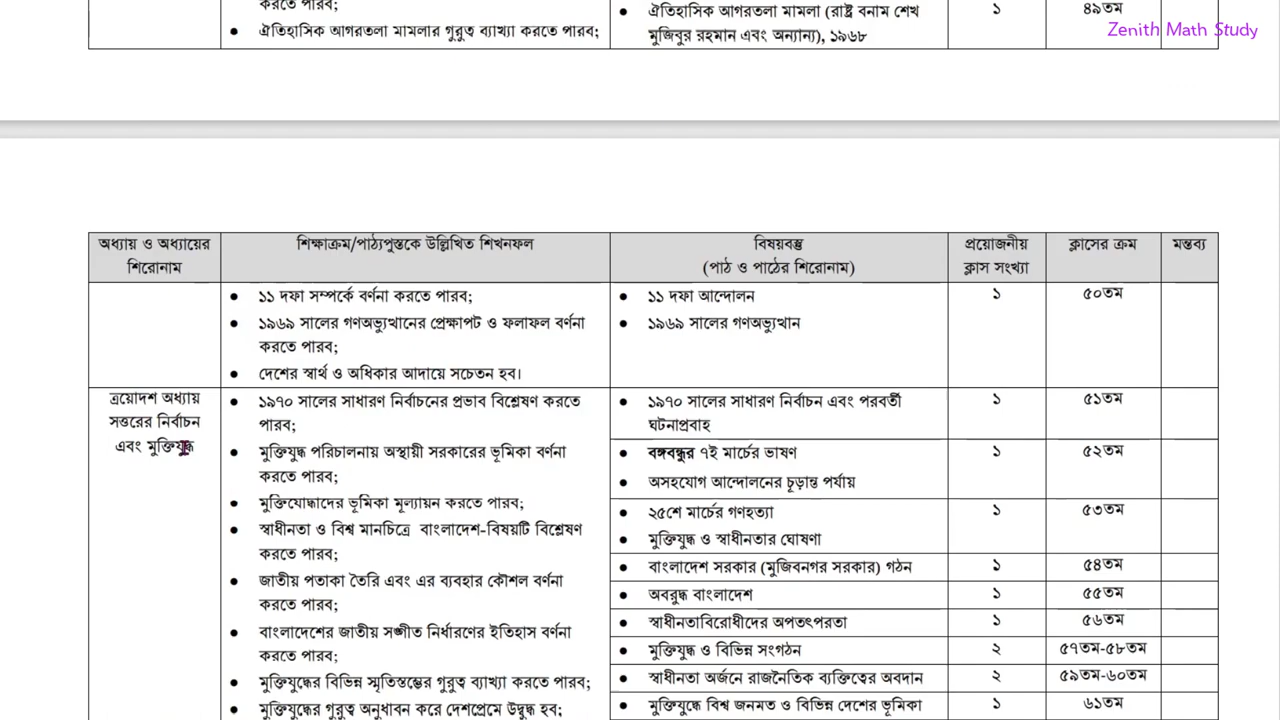 করতে পারব;
• ঐতিহাসিক আগরতলা মামলার গুরুত্ব ব্যাখ্যা করতে পারব;
• ঐতিহাসিক আগরতলা মামলা (রাষ্ট্র বনাম শেখ
মুজিবুর রহমান এবং অন্যান্য), ১৯৬৮
১
৪৯তম
Zenith Math Study
অধ্যায় ও অধ্যায়ের
শিরোনাম
শিক্ষাক্রম/পাঠ্যপুস্তকে উল্লিখিত শিখনফল
বিষয়বস্তু
(পাঠ ও পাঠের শিরোনাম)
প্রয়োজনীয়
ক্লাস সংখ্যা
ক্লাসের ক্রম
মন্তব্য
• ১১ দফা সম্পর্কে বর্ণনা করতে পারব;
• ১৯৬৯ সালের গণঅভ্যুত্থানের প্রেক্ষাপট ও ফলাফল বর্ণনা
করতে পারব;
• দেশের স্বার্থ ও অধিকার আদায়ে সচেতন হব।
• ১১ দফা আন্দোলন
• ১৯৬৯ সালের গণঅভ্যুত্থান
১
৫০তম
ত্রয়োদশ অধ্যায়
সত্তরের নির্বাচন
এবং মুক্তিযুদ্ধ
• ১৯৭০ সালের সাধারণ নির্বাচনের প্রভাব বিশ্লেষণ করতে
পারব;
• মুক্তিযুদ্ধ পরিচালনায় অস্থায়ী সরকারের ভূমিকা বর্ণনা
করতে পারব;
• মুক্তিযোদ্ধাদের ভূমিকা মূল্যায়ন করতে পারব;
• স্বাধীনতা ও বিশ্ব মানচিত্রে বাংলাদেশ-বিষয়টি বিশ্লেষণ
করতে পারব;
• জাতীয় পতাকা তৈরি এবং এর ব্যবহার কৌশল বর্ণনা
করতে পারব;
• বাংলাদেশের জাতীয় সঙ্গীত নির্ধারণের ইতিহাস বর্ণনা
করতে পারব;
• মুক্তিযুদ্ধের বিভিন্ন স্মৃতিস্তম্ভের গুরুত্ব ব্যাখ্যা করতে পারব;
• মুক্তিযুদ্ধের গুরুত্ব অনুধাবন করে দেশপ্রেমে উদ্বুদ্ধ হব;
• ১৯৭০ সালের সাধারণ নির্বাচন এবং পরবর্তী
ঘটনাপ্রবাহ
১
৫১তম
• বঙ্গবন্ধুর ৭ই মার্চের ভাষণ
• অসহযোগ আন্দোলনের চূড়ান্ত পর্যায়
১
৫২তম
• ২৫শে মার্চের গণহত্যা
• মুক্তিযুদ্ধ ও স্বাধীনতার ঘোষণা
১
৫৩তম
• বাংলাদেশ সরকার (মুজিবনগর সরকার) গঠন
১
৫৪তম
• অবরুদ্ধ বাংলাদেশ
১
৫৫তম
• স্বাধীনতাবিরোধীদের অপতৎপরতা
১
৫৬তম
• মুক্তিযুদ্ধ ও বিভিন্ন সংগঠন
২
৫৭তম-৫৮তম
• স্বাধীনতা অর্জনে রাজনৈতিক ব্যক্তিত্বের অবদান
২
৫৯তম-৬০তম
• মুক্তিযুদ্ধে বিশ্ব জনমত ও বিভিন্ন দেশের ভূমিকা
১
৬১তম